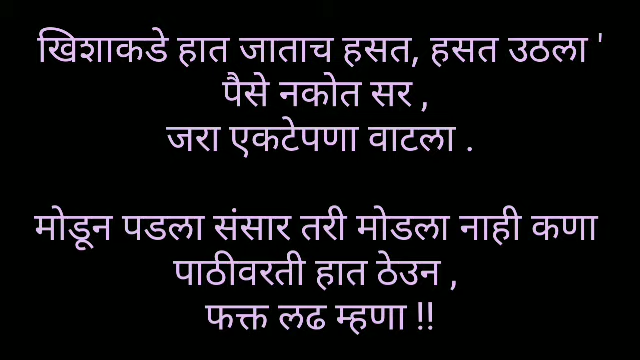 खिशाकडे हात जाताच हसत, हसत उठला '
पैसे नकोत सर ,
जरा एकटेपणा वाटला .
मोडून पडला संसार तरी मोडला नाही कणा
पाठीवरती हात ठेउन ,
फक्त लढ म्हणा !!